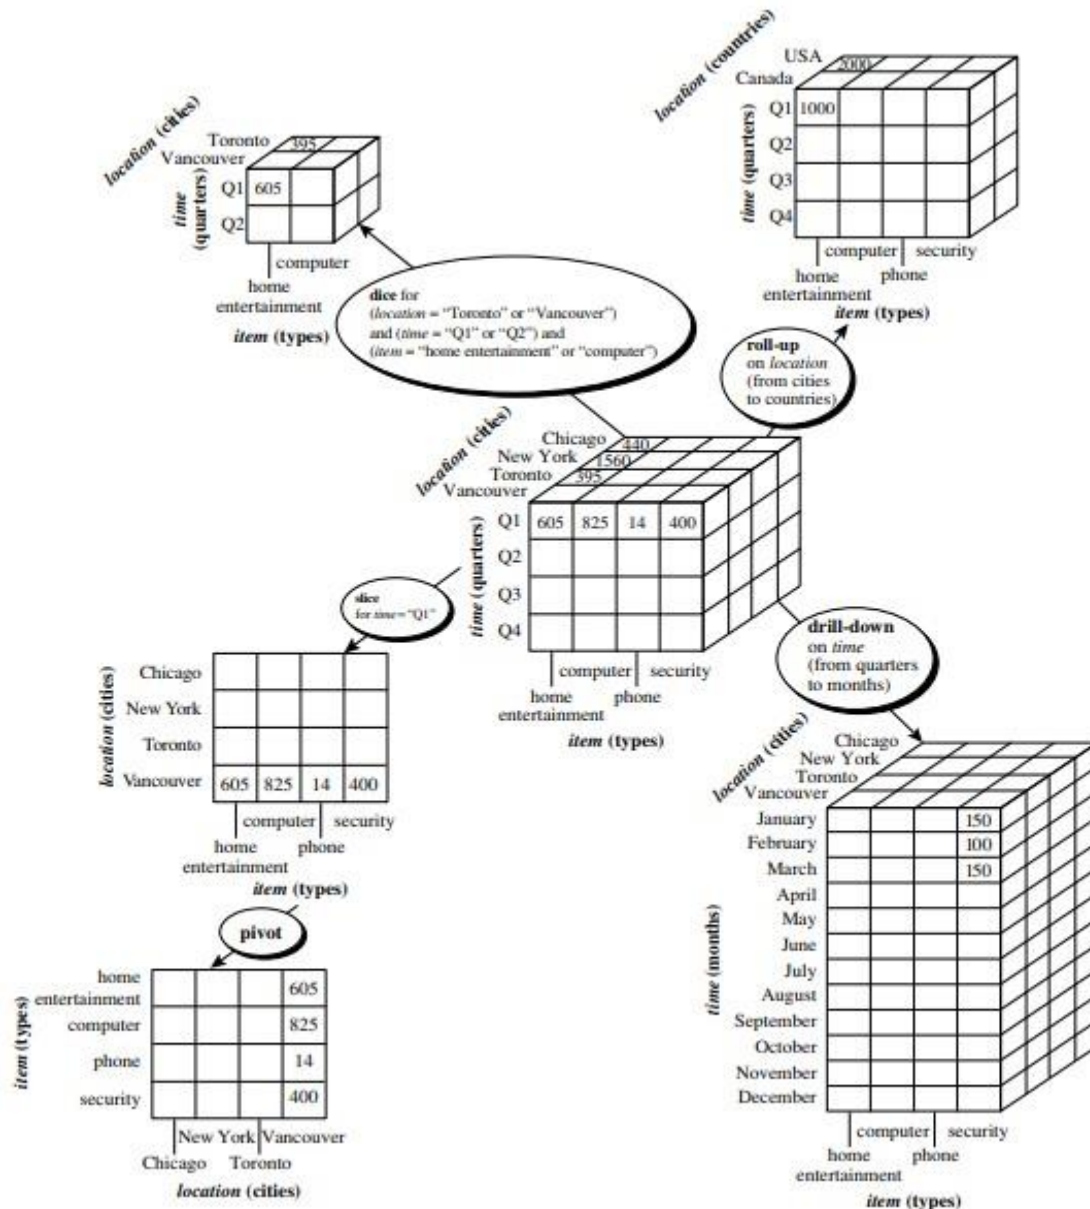 location (countries)
USA
2000
Canada
time (quarters)
Q1 1000
Q2
Q3
Q4
computer security
home phone
entertainment
item (types)
location (cities)
Toronto 395
Vancouver
time
(quarters)
Q1 605
Q2
computer
home
entertainment
item (types)
dice for
(location = “Toronto” or “Vancouver”)
and (time = “Q1” or “Q2”) and
(item = “home entertainment” or “computer”)
roll-up
on location
(from cities
to countries)
location (cities)
Chicago 440
New York 1560
Toronto 395
Vancouver
time (quarters)
Q1 605 825 14 400
Q2
Q3
Q4
computer security
home phone
entertainment
item (types)
slice
for time = “Q1”
location (cities)
Chicago
New York
Toronto
Vancouver 605 825 14 400
computer security
home phone
entertainment
item (types)
drill-down
on time
(from quarters
to months)
location (cities)
Chicago
New York
Toronto
Vancouver
time (months)
January 150
February 100
March 150
April
May
June
July
August
September
October
November
December
computer security
home phone
entertainment
item (types)
pivot
item (types)
home
entertainment 605
computer 825
phone 14
security 400
New York Vancouver
Chicago Toronto
location (cities)